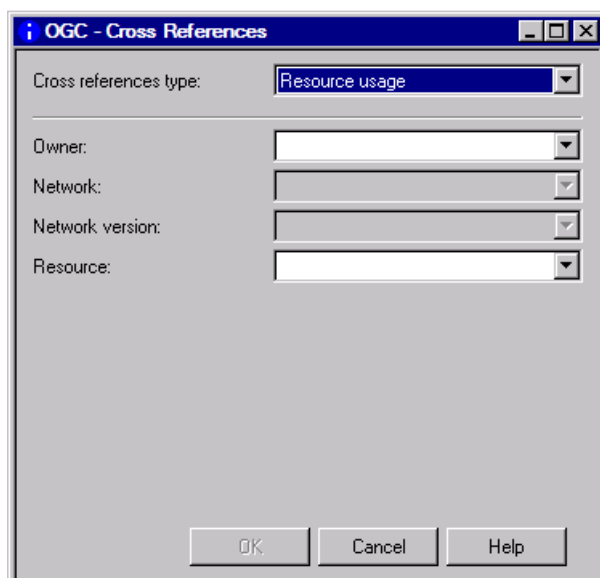 OGC - Cross References
Cross references type: Resource usage
Owner:
Network:
Network version:
Resource:
OK Cancel Help